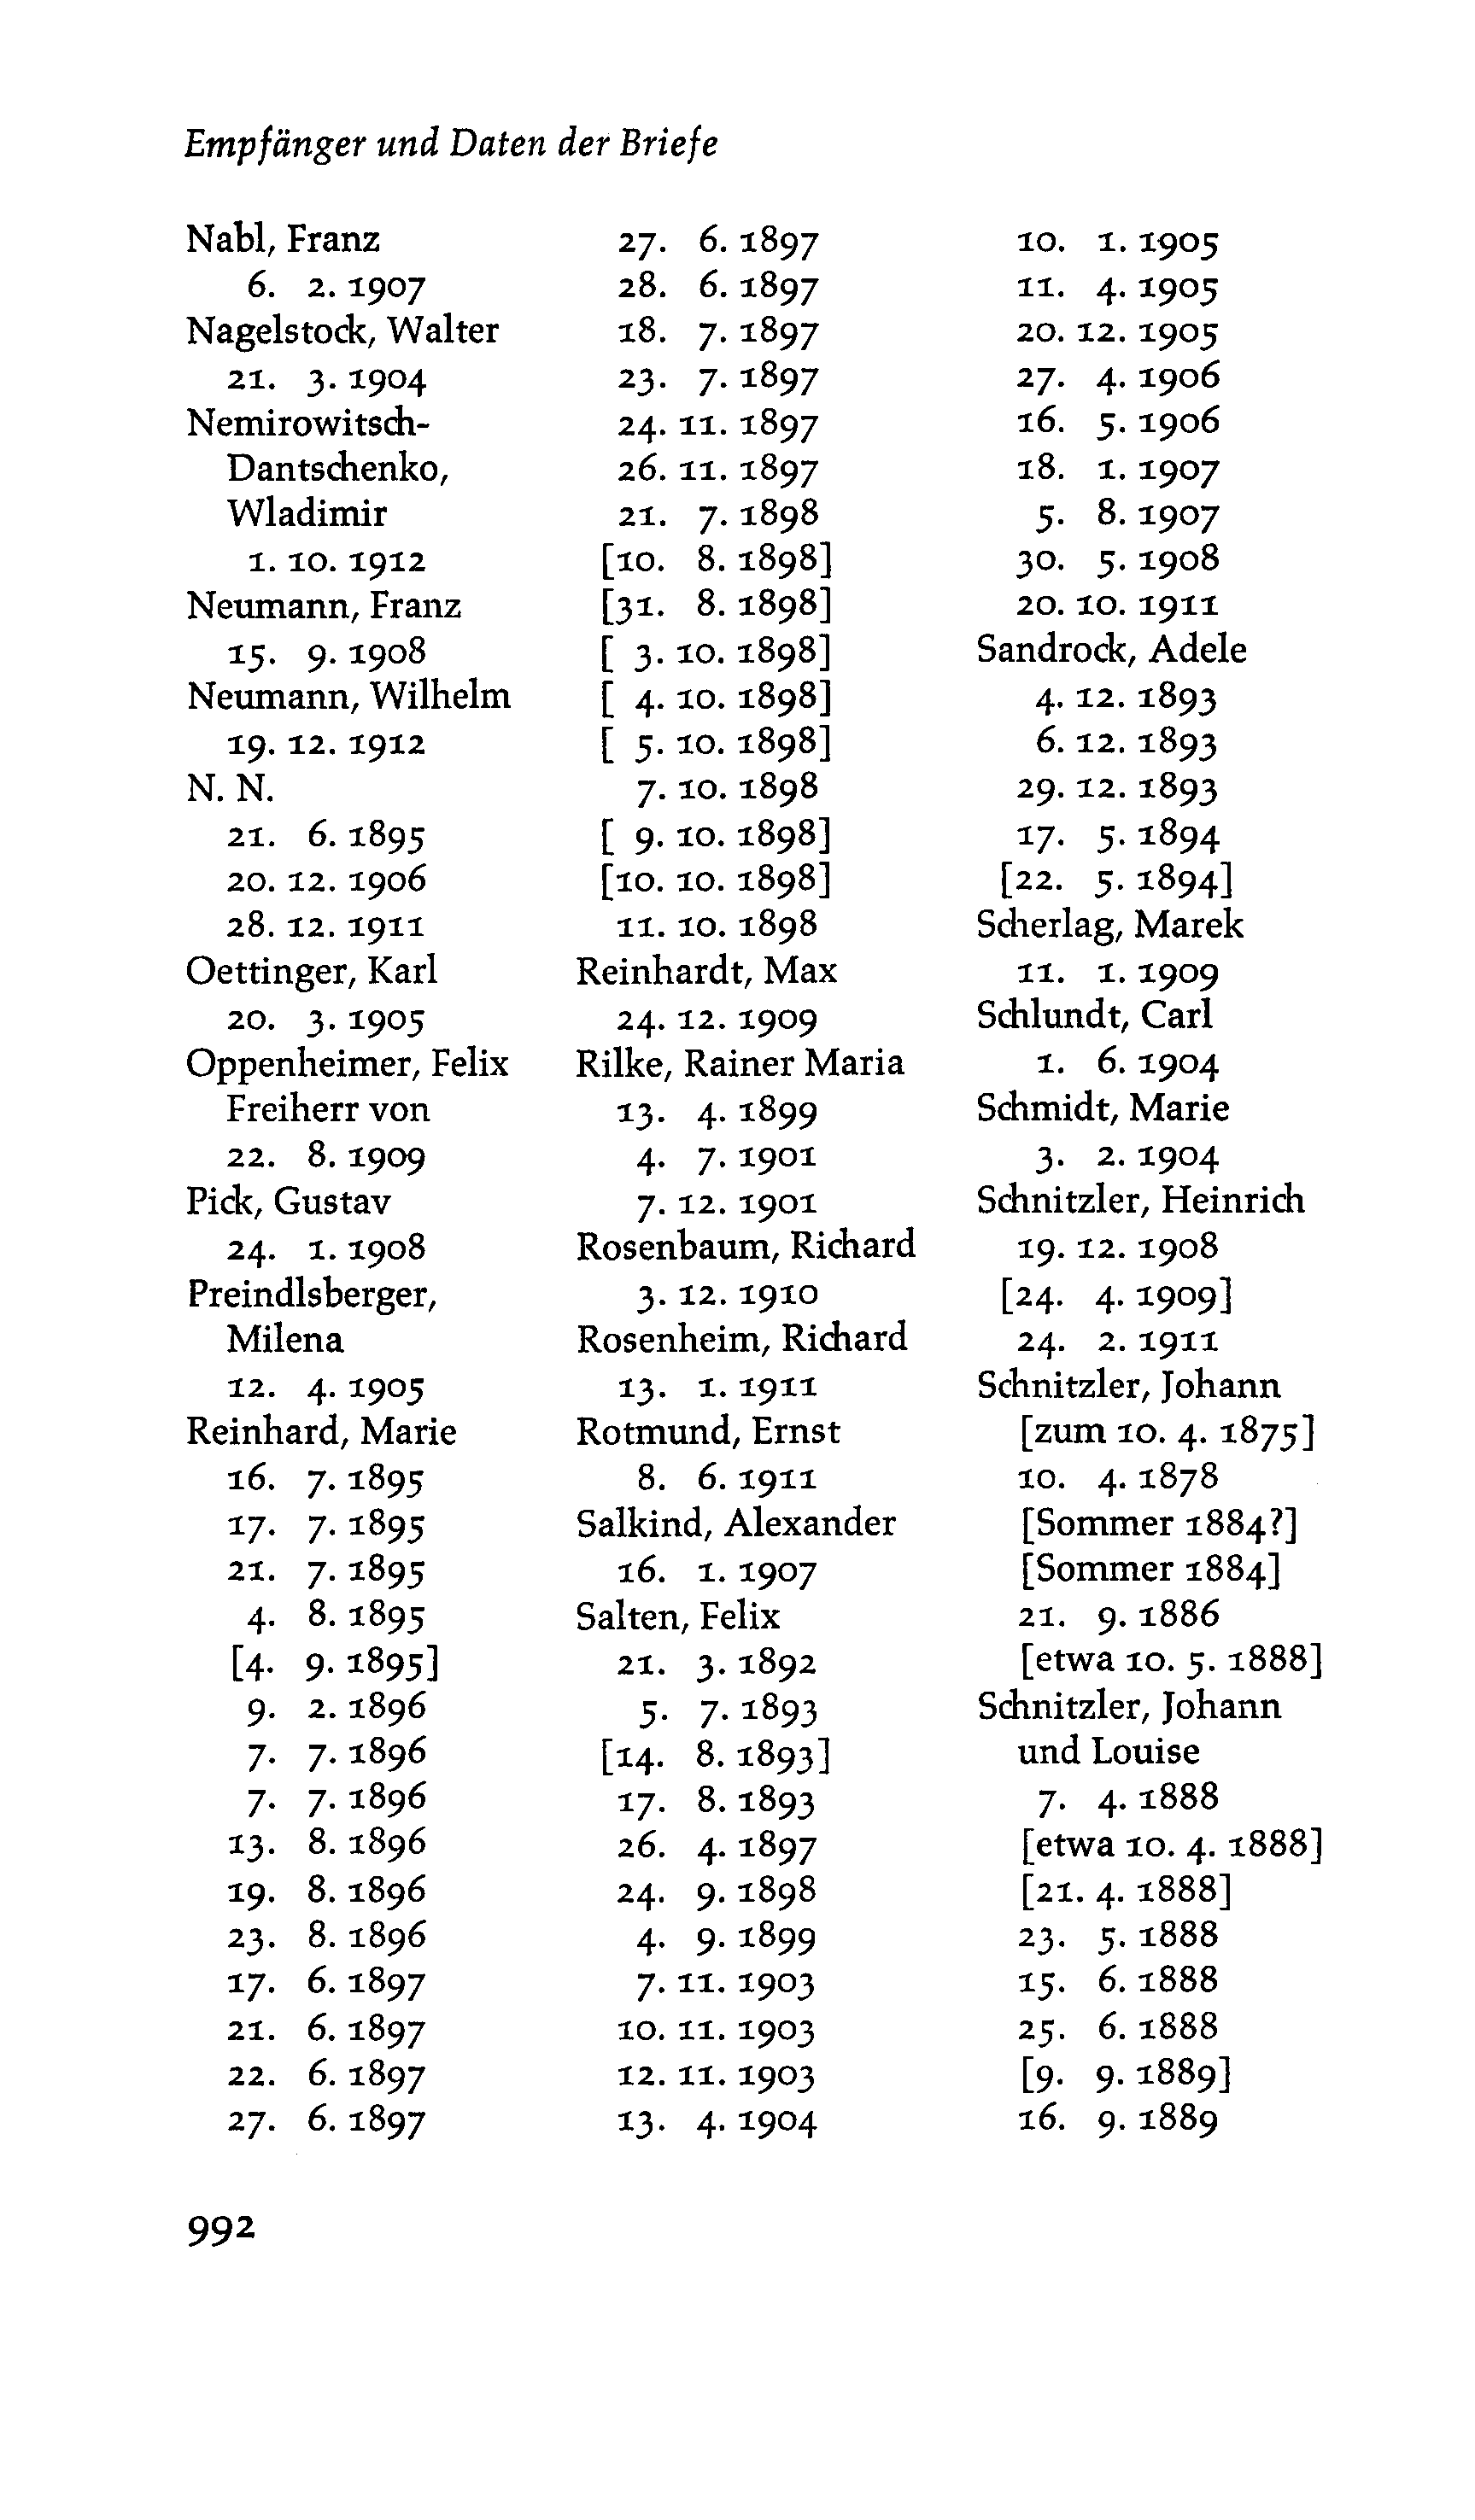 Empfänger und Daten der Briefe
Nabl, Franz
6. 2. 1907
Nagelstock, Walter
21. 3. 1904
Nemirowitsch-
Dantschenko,
Wladimir
1. 10. 1912
Neumann, Franz
15. 9. 1908
Neumann, Wilhelm
19. 12. 1912
N. N.
21. 6. 1895
20. 12. 1906
28. 12. 1911
Oettinger, Karl
20. 3. 1905
Oppenheimer, Felix
Freiherr von
22. 8. 1909
Pick, Gustav
24. 1. 1908
Preindlsberger,
Milena
12. 4. 1905
Reinhard, Marie
16. 7. 1895
17. 7. 1895
21. 7. 1895
4. 8. 1895
[4. 9. 1895]
9. 2. 1896
7. 7. 1896
7. 7. 1896
13. 8. 1896
19. 8. 1896
23. 8. 1896
17. 6. 1897
21. 6. 1897
22. 6. 1897
27. 6. 1897
27. 6. 1897
28. 6. 1897
18. 7. 1897
23. 7. 1897
24. 11. 1897
26. 11. 1897
21. 7. 1898
[10. 8. 1898]
[31. 8. 1898]
[ 3. 10. 1898]
[ 4. 10. 1898]
[ 5. 10. 1898]
7. 10. 1898
[ 9. 10. 1898]
[10. 10. 1898]
11. 10. 1898
Reinhardt, Max
24. 12. 1909
Rilke, Rainer Maria
13. 4. 1899
4. 7. 1901
7. 12. 1901
Rosenbaum, Richard
3. 12. 1910
Rosenheim, Richard
13. 1. 1911
Rotmund, Ernst
8. 6. 1911
Salkind, Alexander
16. 1. 1907
Salten, Felix
21. 3. 1892
5. 7. 1893
[14. 8. 1893]
17. 8. 1893
26. 4. 1897
24. 9. 1898
4. 9. 1899
7. 11. 1903
10. 11. 1903
12. 11. 1903
13. 4. 1904
10. 1. 1905
11. 4. 1905
20. 12. 1905
27. 4. 1906
16. 5. 1906
18. 1. 1907
5. 8. 1907
30. 5. 1908
20. 10. 1911
Sandrock, Adele
4. 12. 1893
6. 12. 1893
29. 12. 1893
17. 5. 1894
[22. 5. 1894]
Scherlag, Marek
11. 1. 1909
Schlundt, Carl
1. 6. 1904
Schmidt, Marie
3. 2. 1904
Schnitzler, Heinrich
19. 12. 1908
[24. 4. 1909]
24. 2. 1911
Schnitzler, Johann
[zum 10. 4. 1875]
10. 4. 1878
[Sommer 1884?]
[Sommer 1884]
21. 9. 1886
[etwa 10. 5. 1888]
Schnitzler, Johann
und Louise
7. 4. 1888
[etwa 10. 4. 1888]
[21. 4. 1888]
23. 5. 1888
15. 6. 1888
25. 6. 1888
[9. 9. 1889]
16. 9. 1889
992